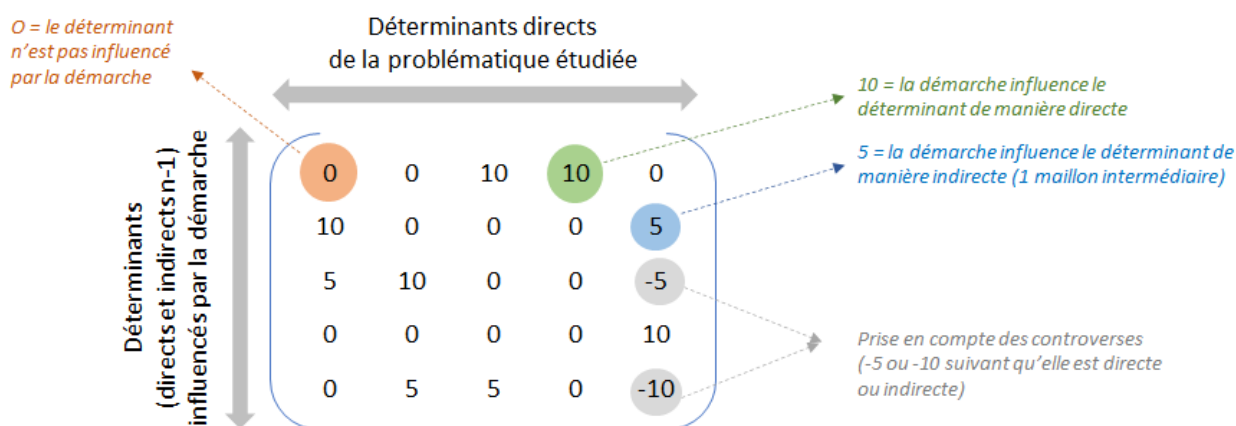 O = le déterminant
n'est pas influencé
par la démarche
Déterminants directs
de la problématique étudiée
10 = la démarche influence le
déterminant de manière directe
5 = la démarche influence le déterminant de
manière indirecte (1 maillon intermédiaire)
Déterminants
(directs et indirects n-1)
influencés par la démarche
0 0 10 10 0
10 0 0 0 5
5 10 0 0 -5
0 0 0 0 10
0 5 5 0 -10
Prise en compte des controverses
(-5 ou -10 suivant qu'elle est directe
ou indirecte)